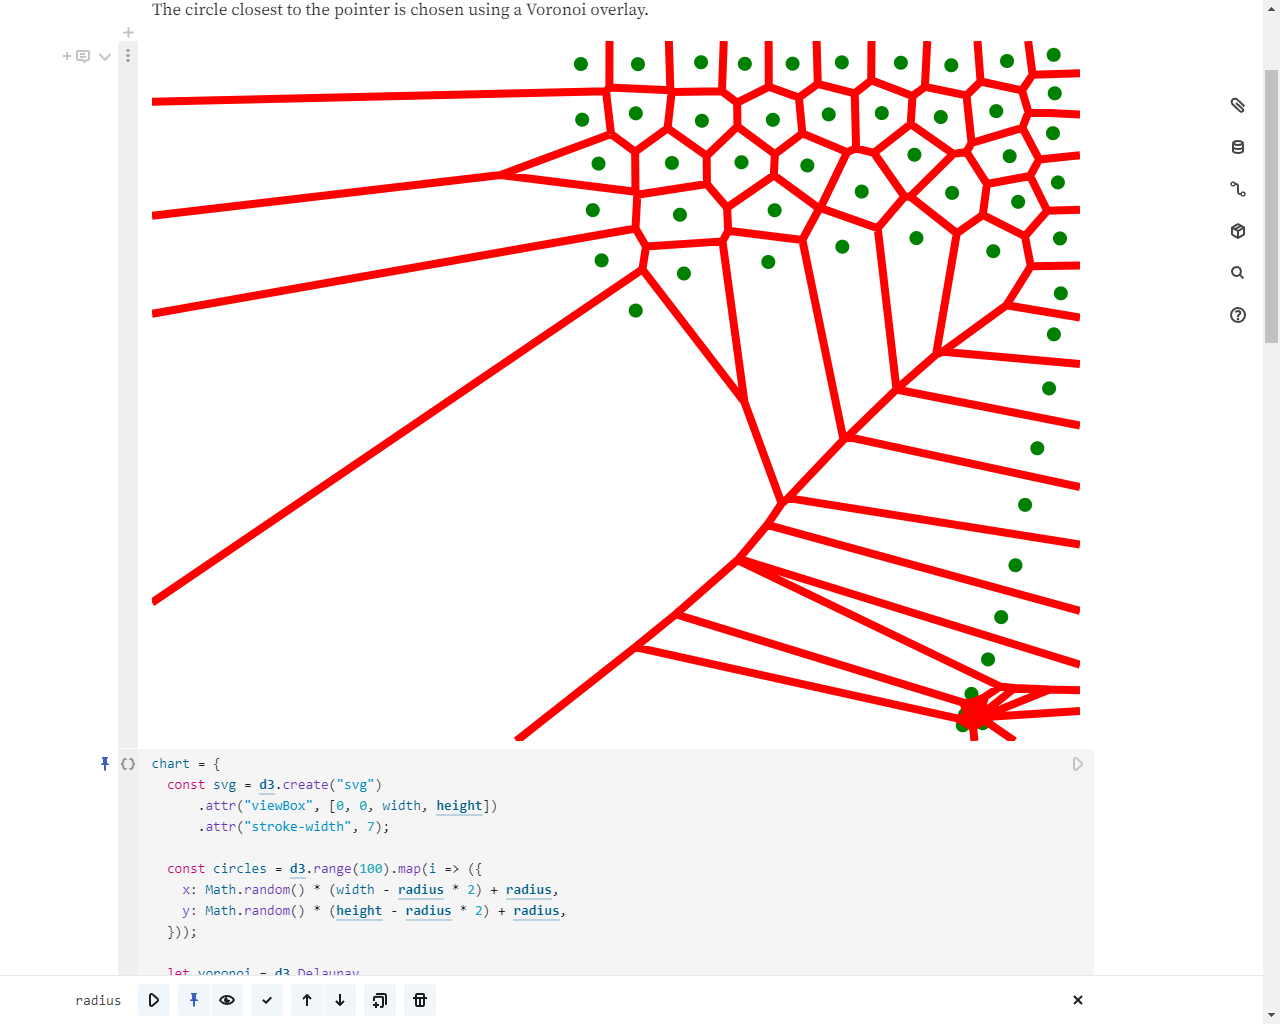 The circle closest to the pointer is chosen using a Voronoi overlay.
chart = {
const svg = d3.create("svg")
.attr("viewBox", [0, 0, width, height])
.attr("stroke-width", 7);
const circles = d3.range(100).map(i => ({
x: Math.random() * (width - radius * 2) + radius,
y: Math.random() * (height - radius * 2) + radius,
}));
let voronoi = d3.Delaunay
radius